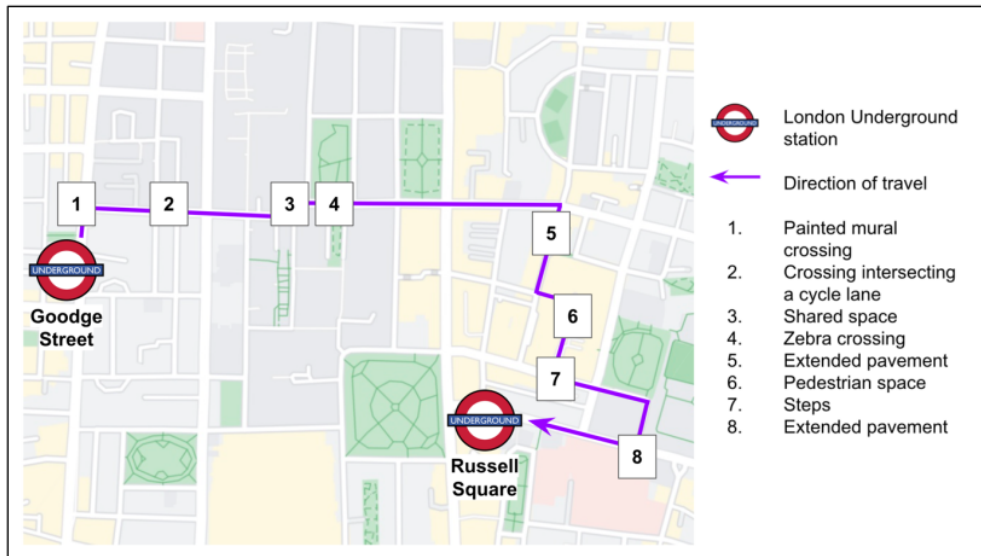 1
2
3
4
5
6
7
8
UNDERGROUND
Goodge
Street
UNDERGROUND
Russell
Square
UNDERGROUND
London Underground
station
Direction of travel
1. Painted mural
crossing
2. Crossing intersecting
a cycle lane
3. Shared space
4. Zebra crossing
5. Extended pavement
6. Pedestrian space
7. Steps
8. Extended pavement